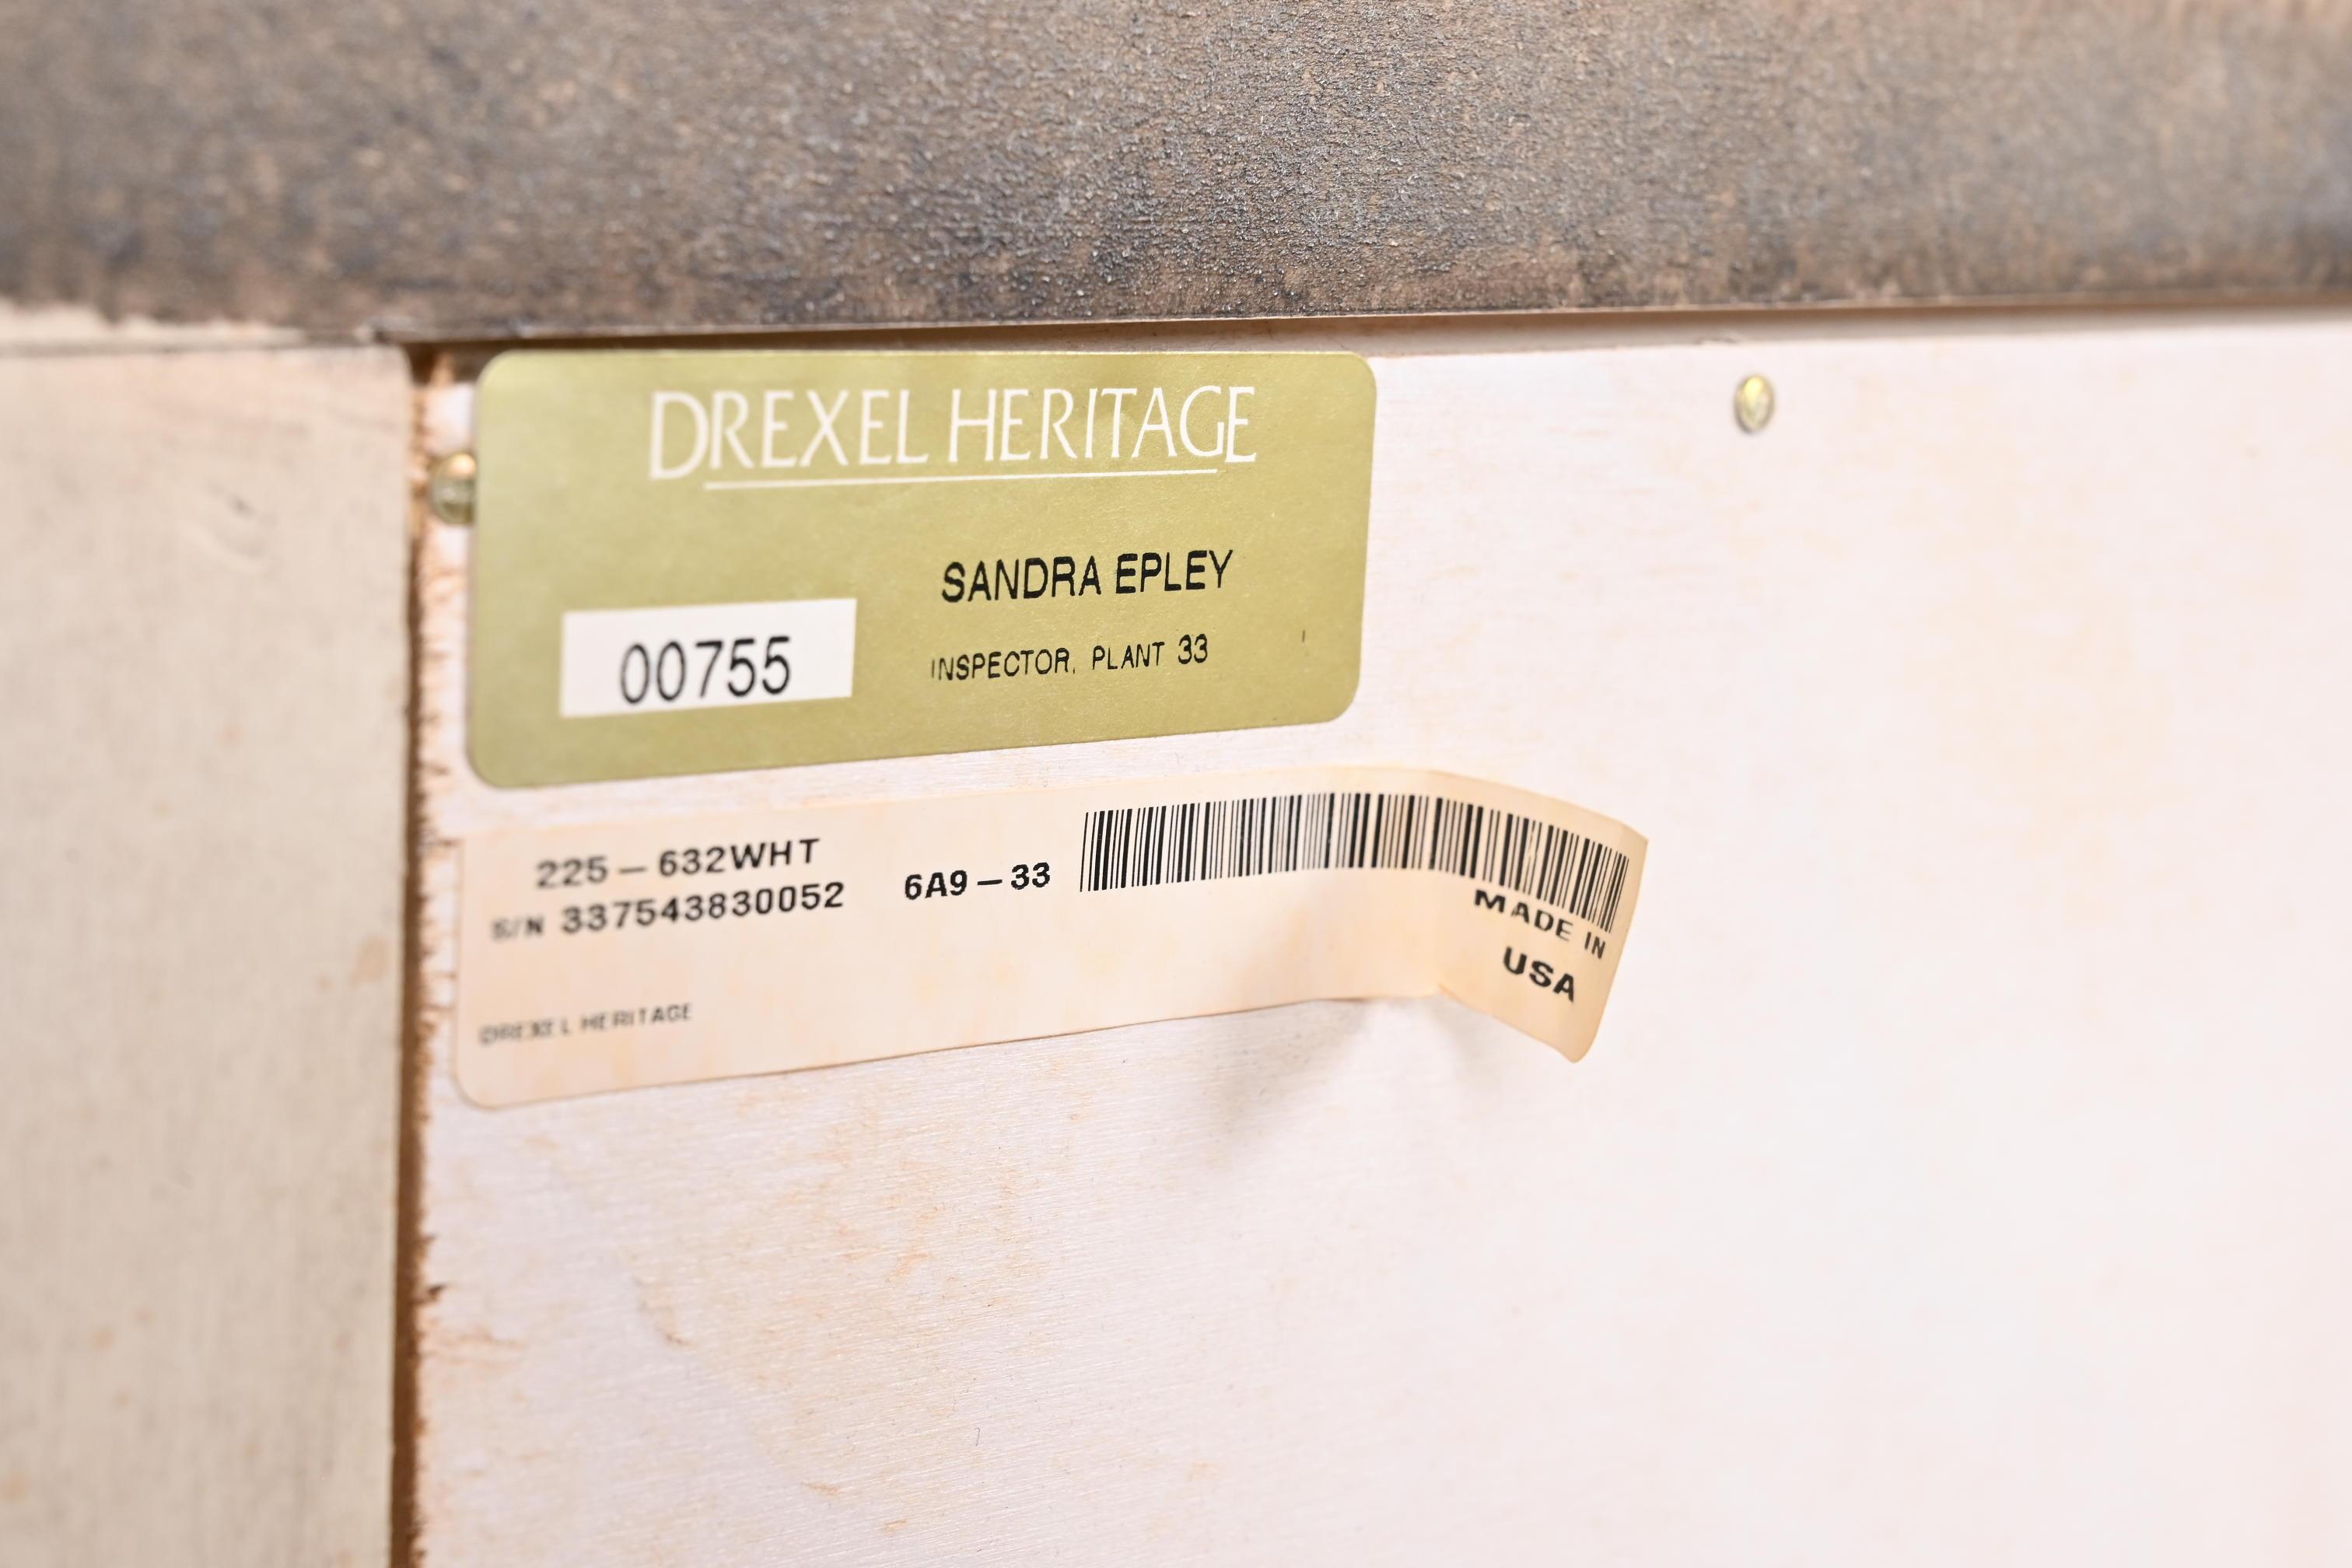 DREXEL HERITAGE
SANDRA EPLEY
00755
INSPECTOR, PLANT 33
225-632WHT
S/N 337543830052
6A9-33
MADE IN
USA
DREXEL HERITAGE